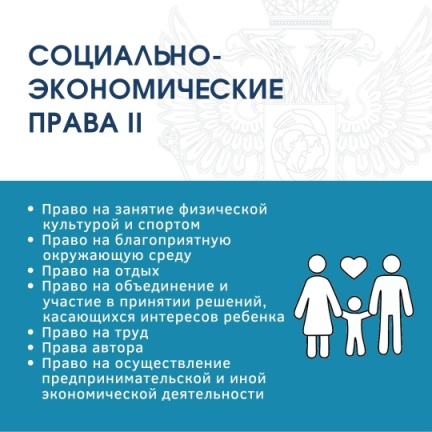 СОЦИАЛЬНО-
ЭКОНОМИЧЕСКИЕ
ПРАВА II
• Право на занятие физической
культурой и спортом
• Право на благоприятную
окружающую среду
• Право на отдых
• Право на объединение и
участие в принятии решений,
касающихся интересов ребенка
• Право на труд
• Права автора
• Право на осуществление
предпринимательской и иной
экономической деятельности